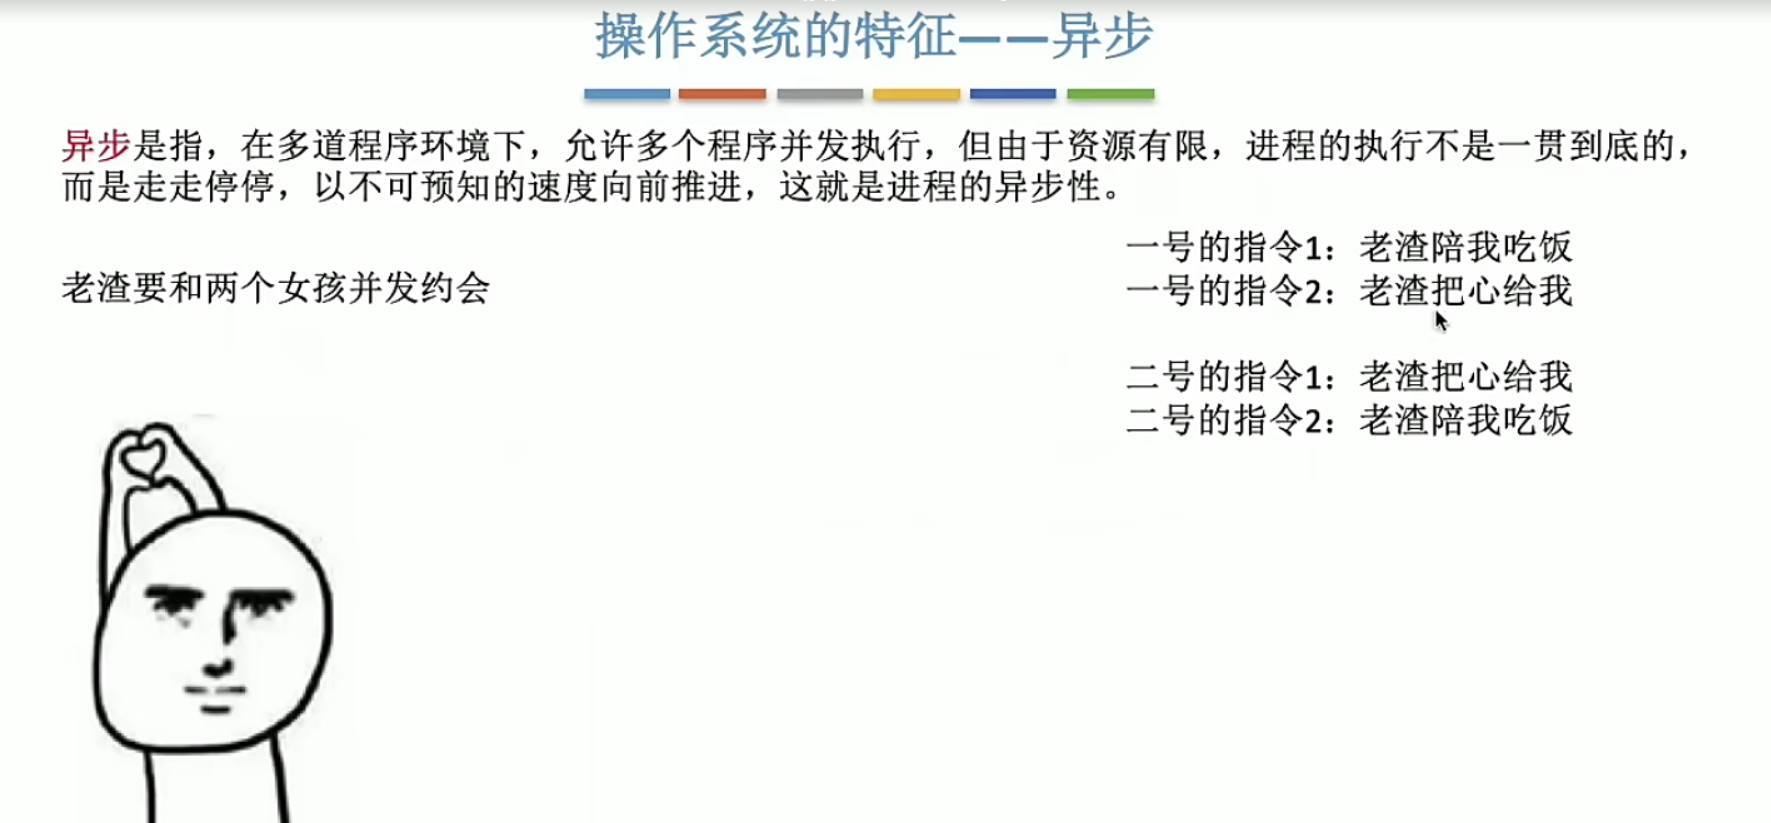 操作系统的特征——异步
异步是指，在多道程序环境下，允许多个程序并发执行，但由于资源有限，进程的执行不是一贯到底的，
而是走走停停，以不可预知的速度向前推进，这就是进程的异步性。
老渣要和两个女孩并发约会
一号的指令1：老渣陪我吃饭
一号的指令2：老渣把心给我
二号的指令1：老渣把心给我
二号的指令2：老渣陪我吃饭